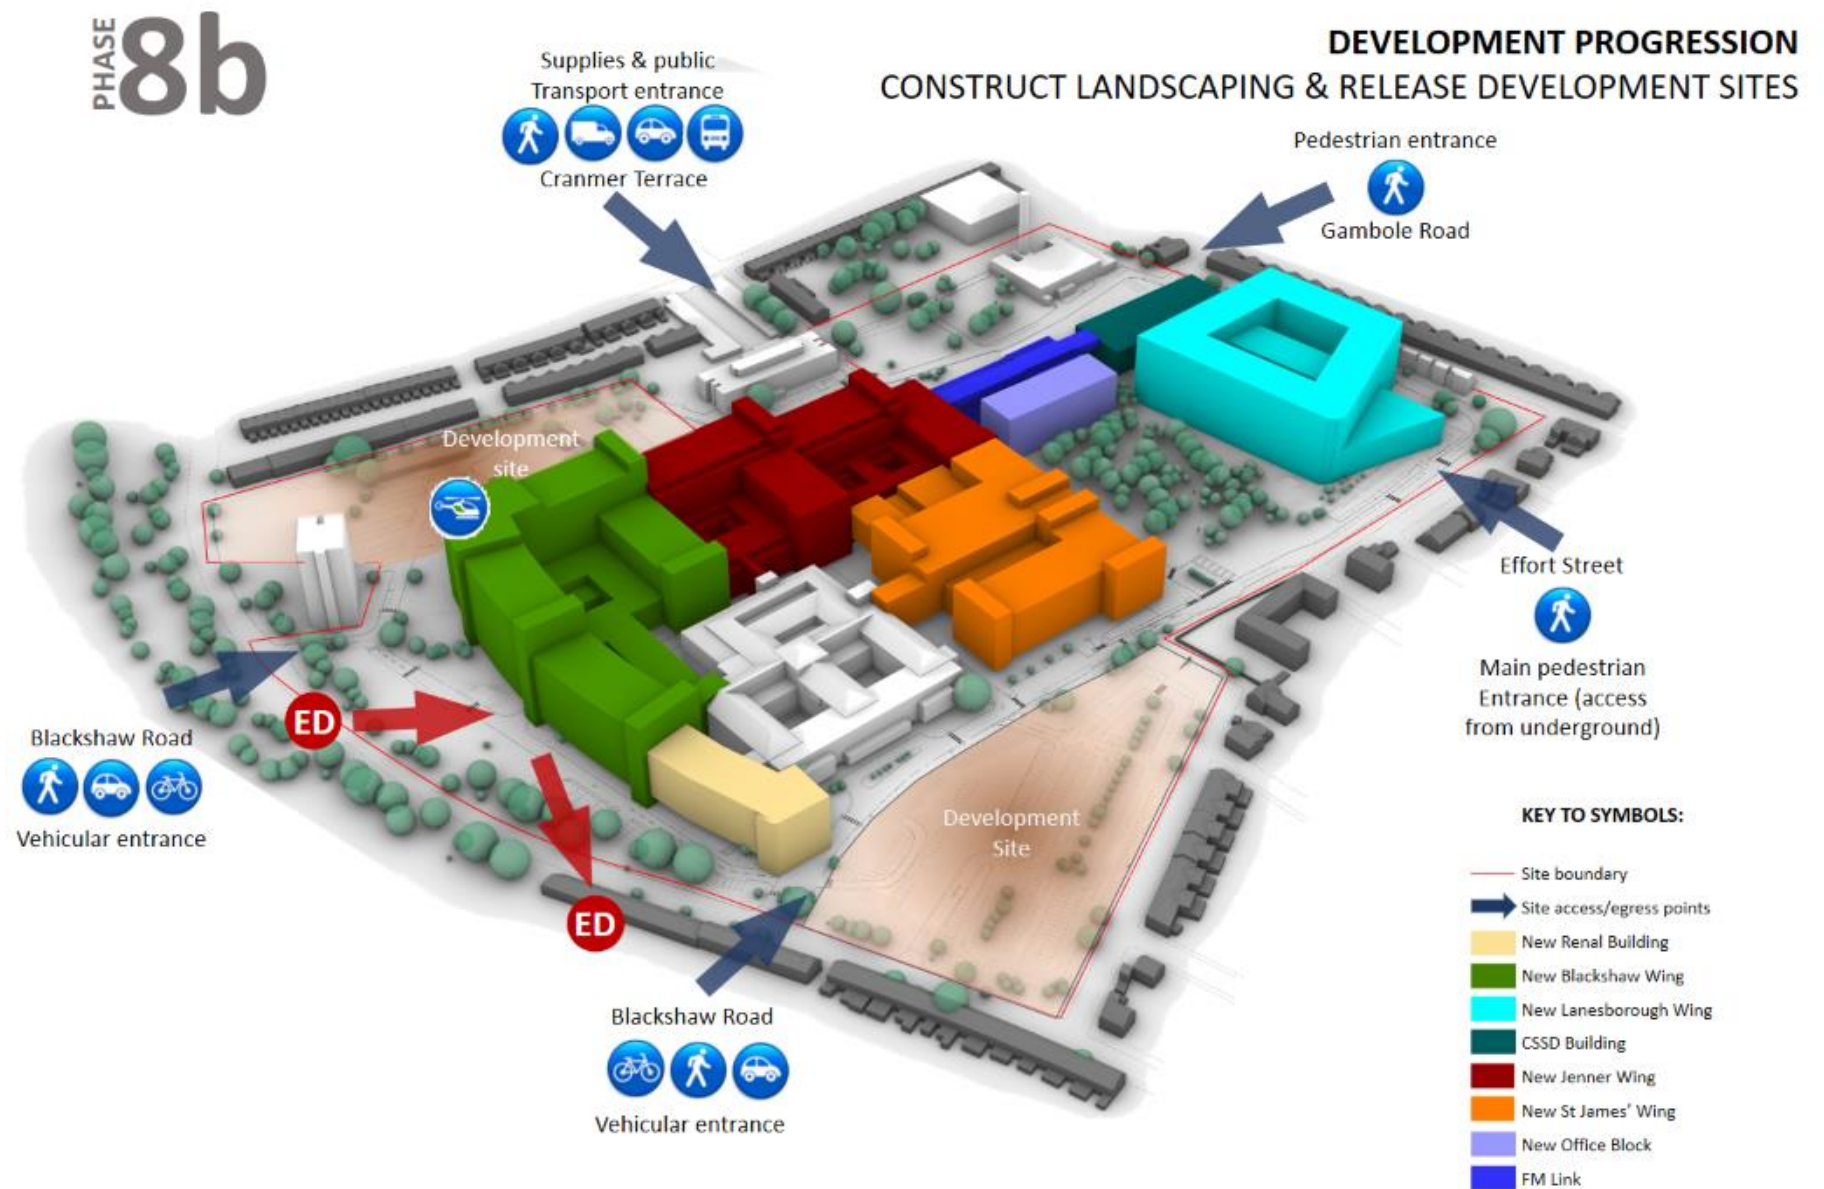 PHASE 8b
DEVELOPMENT PROGRESSION
CONSTRUCT LANDSCAPING & RELEASE DEVELOPMENT SITES
Supplies & public
Transport entrance
Cranmer Terrace
Pedestrian entrance
Gambole Road
Development
site
Effort Street
Main pedestrian
Entrance (access
from underground)
ED
Blackshaw Road
Vehicular entrance
Development
Site
ED
Blackshaw Road
Vehicular entrance
KEY TO SYMBOLS:
Site boundary
Site access/egress points
New Renal Building
New Blackshaw Wing
New Lanesborough Wing
CSSD Building
New Jenner Wing
New St James' Wing
New Office Block
FM Link